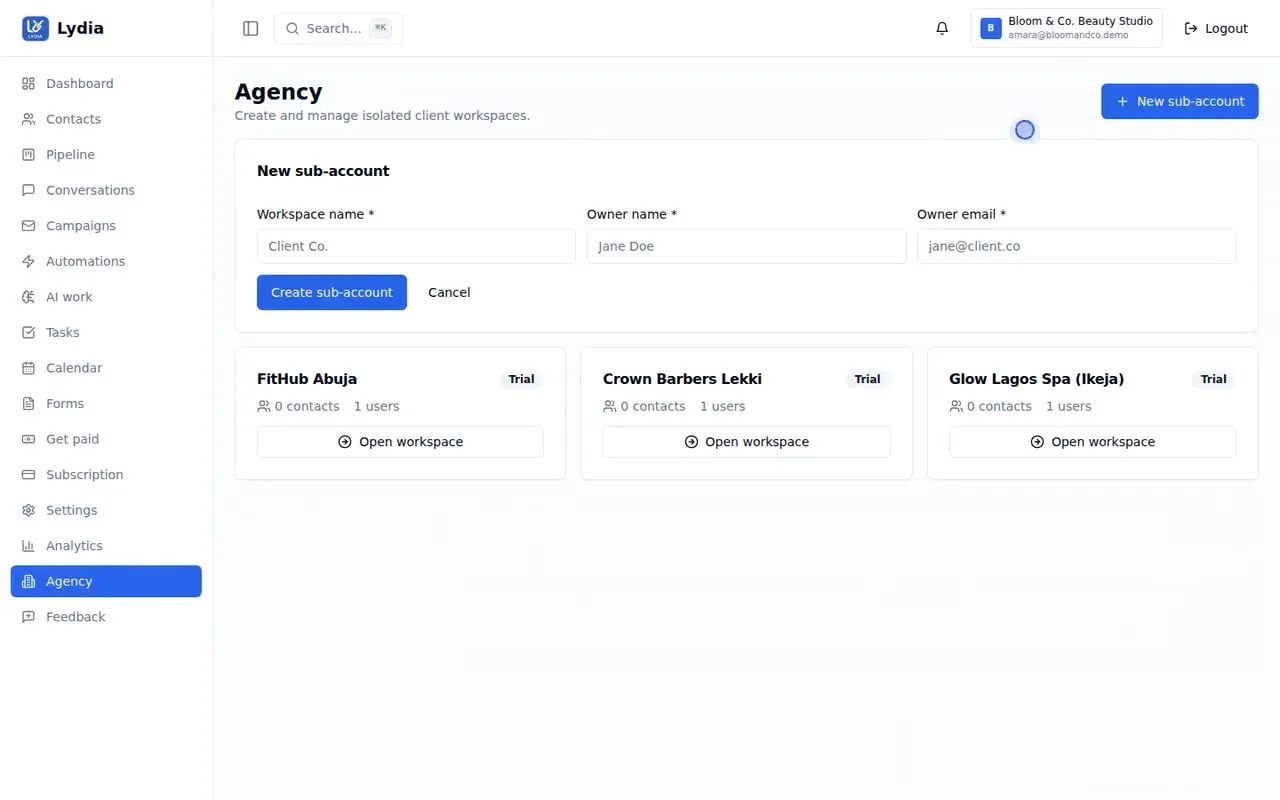 LYDIA
Lydia
Search... ⌘K
B
Bloom & Co. Beauty Studio
amara@bloomandco.demo
Logout
Dashboard
Contacts
Pipeline
Conversations
Campaigns
Automations
AI work
Tasks
Calendar
Forms
Get paid
Subscription
Settings
Analytics
Agency
Feedback
Agency
Create and manage isolated client workspaces.
+ New sub-account
New sub-account
Workspace name * Owner name * Owner email *
Client Co. Jane Doe jane@client.co
Create sub-account Cancel
FitHub Abuja Trial
0 contacts 1 users
Open workspace
Crown Barbers Lekki Trial
0 contacts 1 users
Open workspace
Glow Lagos Spa (Ikeja) Trial
0 contacts 1 users
Open workspace